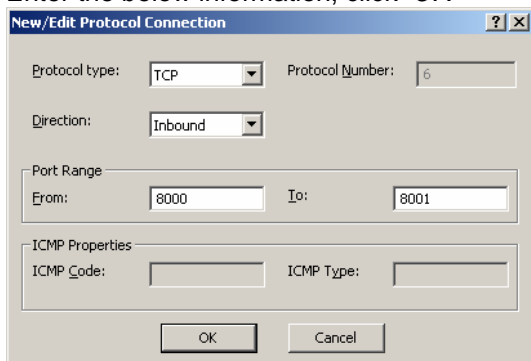 New/Edit Protocol Connection
Protocol type: TCP Protocol Number: 6
Direction: Inbound
Port Range
From: 8000 To: 8001
ICMP Properties
ICMP Code: ICMP Type:
OK Cancel